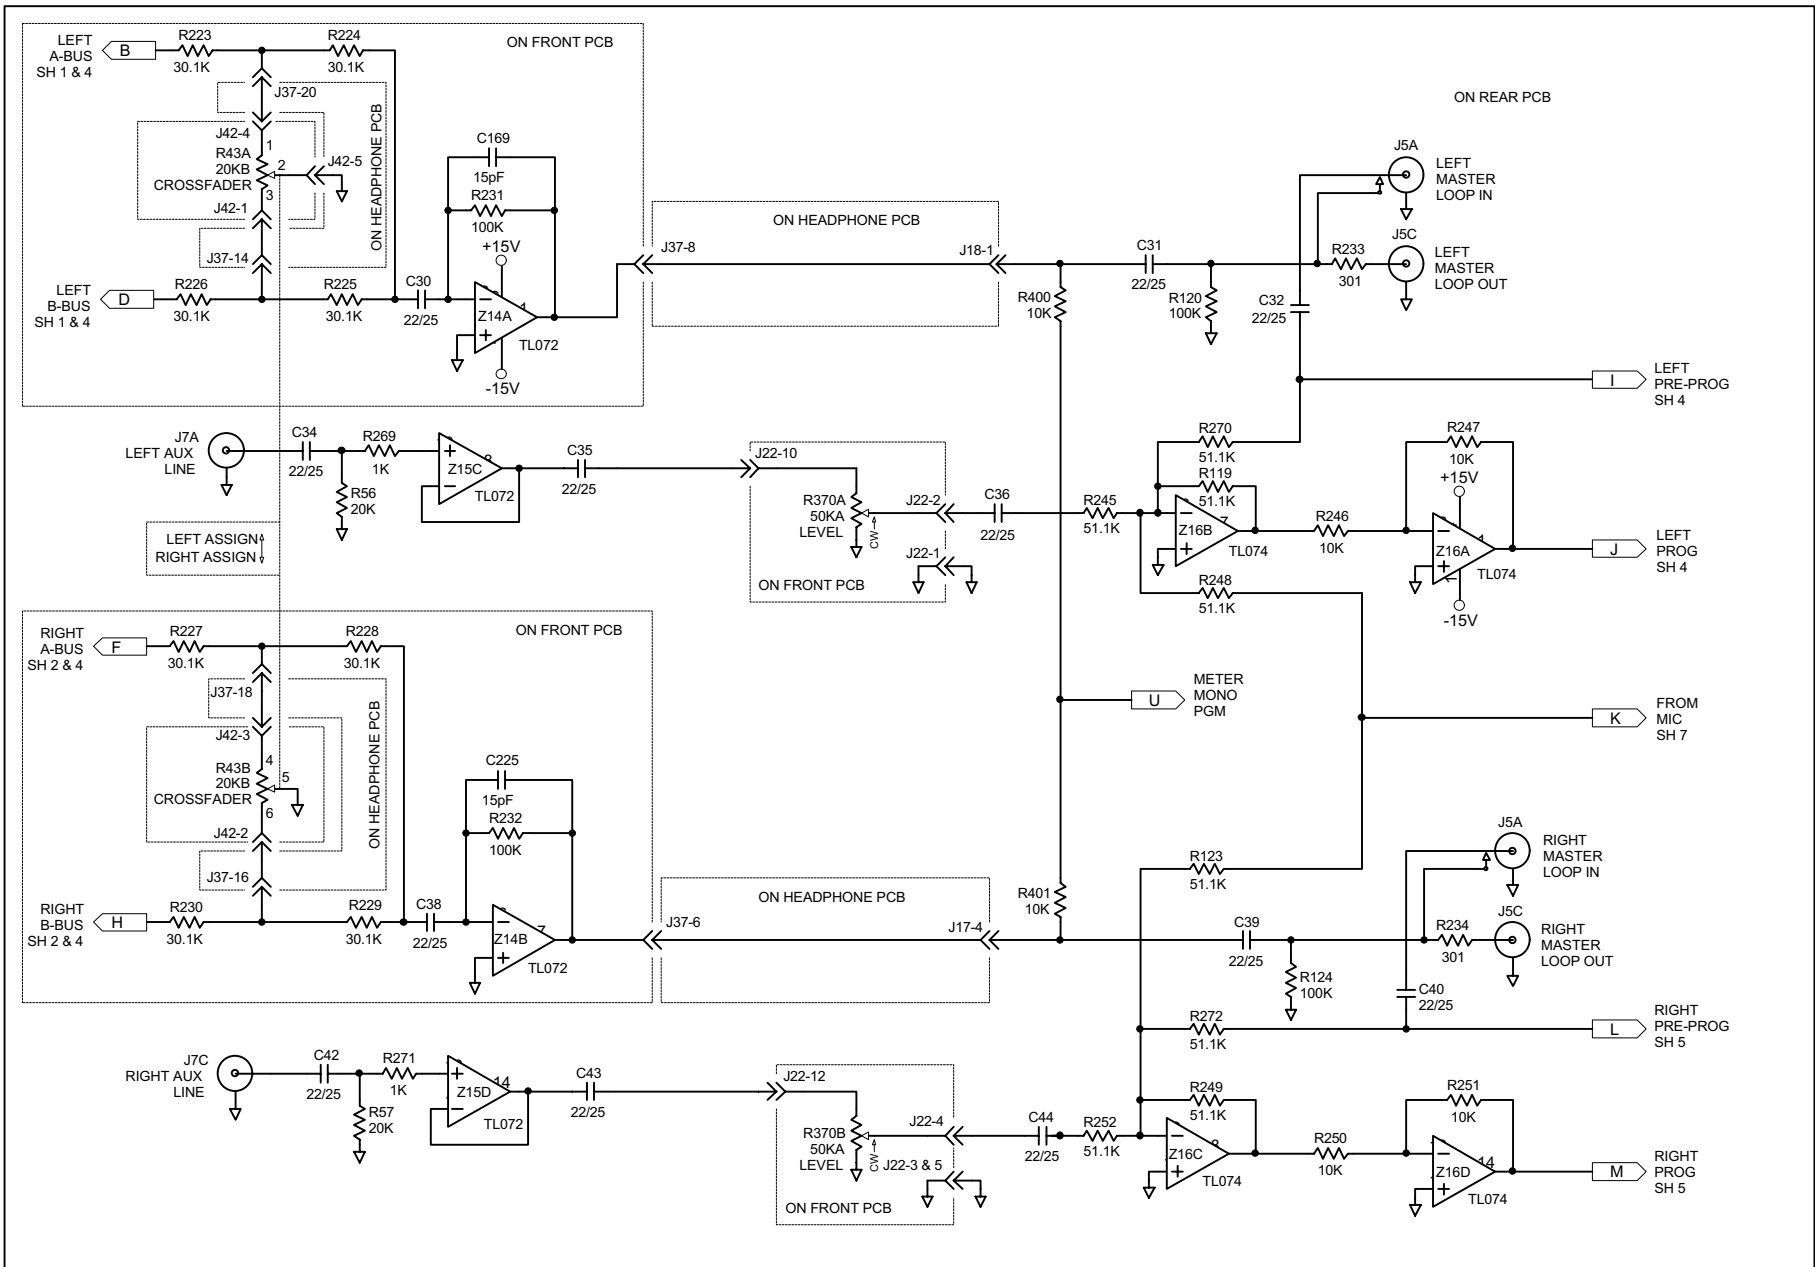 LEFT
A-BUS
SH 1 & 4
B
R223
30.1K
R224
30.1K
ON FRONT PCB
J37-20
J42-4
R43A
20KB
CROSSFADER
1
2
3
J42-5
J42-1
J37-14
ON HEADPHONE PCB
LEFT
B-BUS
SH 1 & 4
D
R226
30.1K
R225
30.1K
C30
22/25
C169
15pF
R231
100K
+15V
Z14A
1
TL072
-15V
J37-8
ON HEADPHONE PCB
J18-1
R400
10K
C31
22/25
R120
100K
ON REAR PCB
J5A
LEFT
MASTER
LOOP IN
J5C
LEFT
MASTER
LOOP OUT
R233
301
C32
22/25
I
LEFT
PRE-PROG
SH 4
J7A
LEFT AUX
LINE
C34
22/25
R269
1K
R56
20K
Z15C
8
TL072
C35
22/25
J22-10
R370A
50KA
LEVEL
CW
J22-2
J22-1
ON FRONT PCB
C36
22/25
R245
51.1K
R270
51.1K
R119
51.1K
Z16B
7
TL074
R248
51.1K
R246
10K
R247
10K
+15V
Z16A
1
TL074
-15V
J
LEFT
PROG
SH 4
LEFT ASSIGN
RIGHT ASSIGN
RIGHT
A-BUS
SH 2 & 4
F
R227
30.1K
R228
30.1K
ON FRONT PCB
J37-18
J42-3
R43B
20KB
CROSSFADER
4
5
6
J42-2
J37-16
ON HEADPHONE PCB
RIGHT
B-BUS
SH 2 & 4
H
R230
30.1K
R229
30.1K
C38
22/25
C225
15pF
R232
100K
Z14B
7
TL072
J37-6
ON HEADPHONE PCB
J17-4
U
METER
MONO
PGM
K
FROM
MIC
SH 7
R401
10K
R123
51.1K
C39
22/25
R124
100K
J5A
RIGHT
MASTER
LOOP IN
J5C
RIGHT
MASTER
LOOP OUT
R234
301
C40
22/25
R272
51.1K
L
RIGHT
PRE-PROG
SH 5
J7C
RIGHT AUX
LINE
C42
22/25
R271
1K
R57
20K
Z15D
14
TL072
C43
22/25
J22-12
R370B
50KA
LEVEL
CW
J22-4
J22-3 & 5
ON FRONT PCB
C44
22/25
R252
51.1K
R249
51.1K
Z16C
8
TL074
R250
10K
R251
10K
Z16D
14
TL074
M
RIGHT
PROG
SH 5